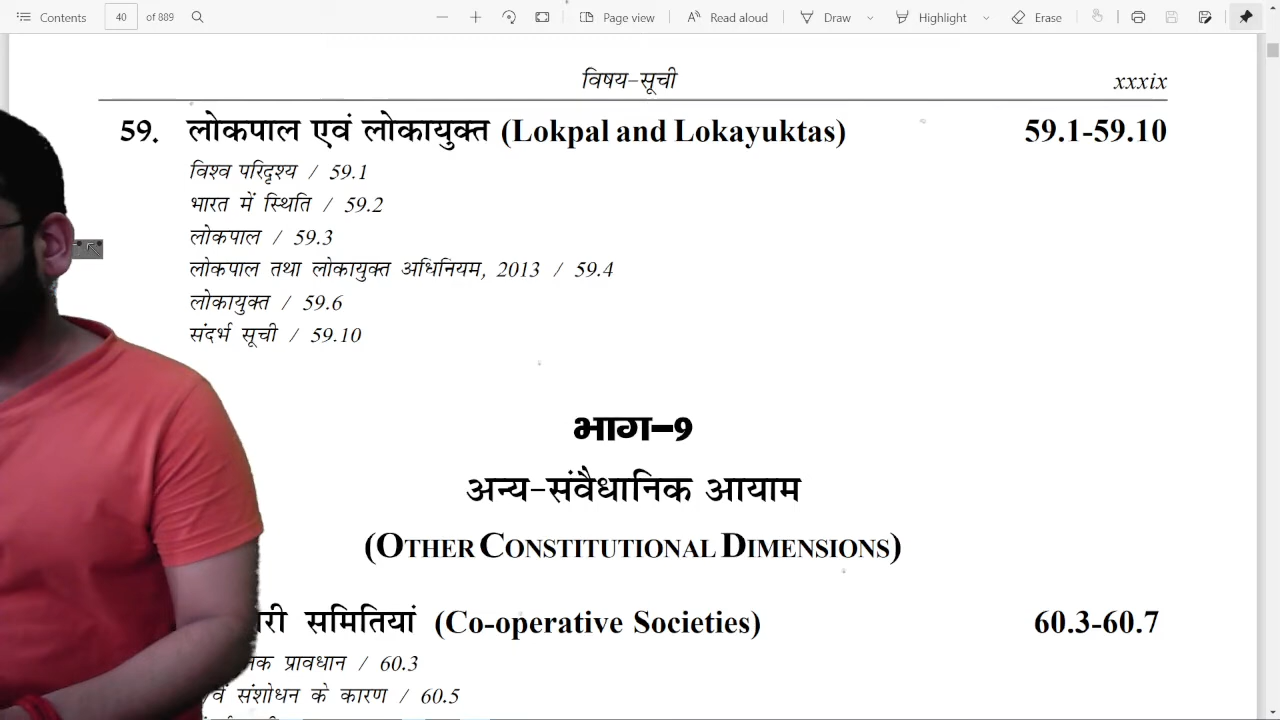 Contents 40 of 889 Page view Read aloud Draw Highlight Erase
विषय-सूची xxxix
59. लोकपाल एवं लोकायुक्त (Lokpal and Lokayuktas) 59.1-59.10
विश्व परिदृश्य / 59.1
भारत में स्थिति / 59.2
लोकपाल / 59.3
लोकपाल तथा लोकायुक्त अधिनियम, 2013 / 59.4
लोकायुक्त / 59.6
संदर्भ सूची / 59.10
भाग-9
अन्य-संवैधानिक आयाम
(OTHER CONSTITUTIONAL DIMENSIONS)
समितियां (Co-operative Societies) 60.3-60.7
प्रावधान / 60.3
संशोधन के कारण / 60.5